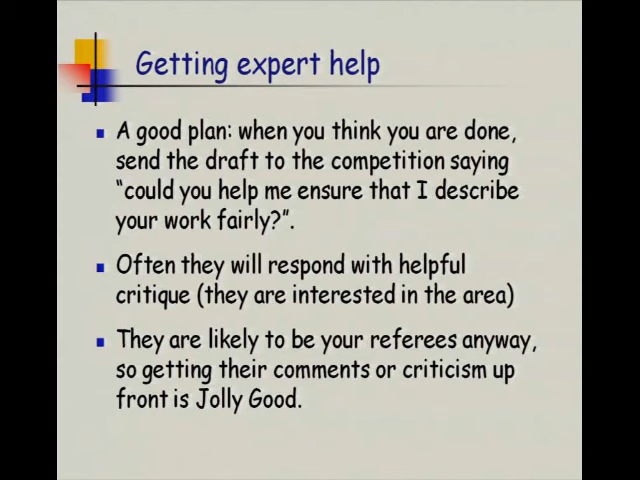 Getting expert help
A good plan: when you think you are done,
send the draft to the competition saying
“could you help me ensure that I describe
your work fairly?”.
Often they will respond with helpful
critique (they are interested in the area)
They are likely to be your referees anyway,
so getting their comments or criticism up
front is Jolly Good.